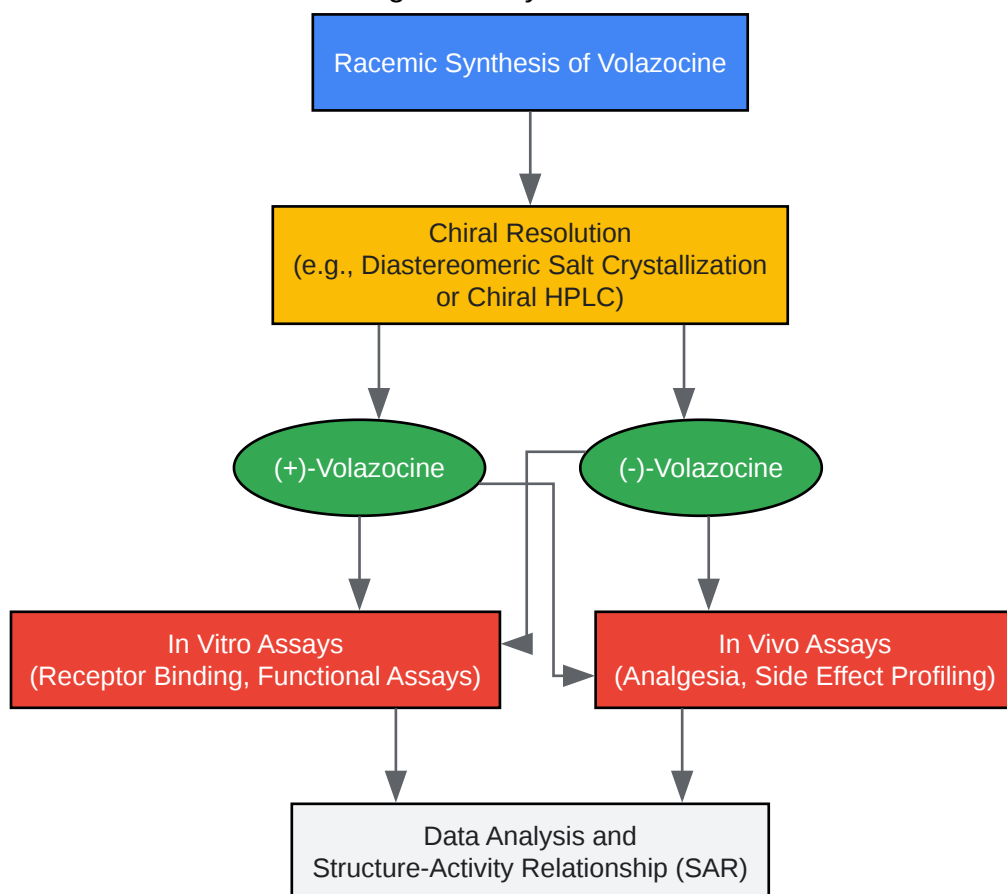 Racemic Synthesis of Volazocine
Chiral Resolution
(e.g., Diastereomeric Salt Crystallization
or Chiral HPLC)
(+)-Volazocine
(-)-Volazocine
In Vitro Assays
(Receptor Binding, Functional Assays)
In Vivo Assays
(Analgesia, Side Effect Profiling)
Data Analysis and
Structure-Activity Relationship (SAR)